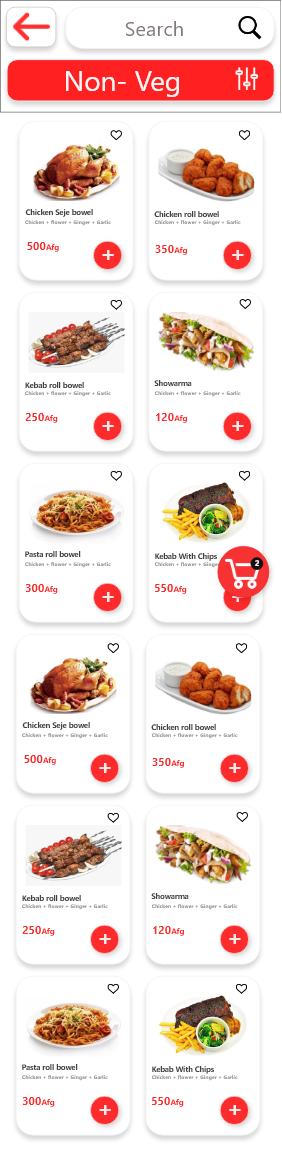 Search
Non- Veg
Chicken Seje bowel
Chicken + flower + Ginger + Garlic
500Afg
+
Chicken roll bowel
Chicken + flower + Ginger + Garlic
350Afg
+
Kebab roll bowel
Chicken + flower + Ginger + Garlic
250Afg
+
Showarma
Chicken + flower + Ginger + Garlic
120Afg
+
Pasta roll bowel
Chicken + flower + Ginger + Garlic
300Afg
+
Kebab With Chips
Chicken + flower + Ginger
550Afg
2
Chicken Seje bowel
Chicken + flower + Ginger + Garlic
500Afg
+
Chicken roll bowel
Chicken + flower + Ginger + Garlic
350Afg
+
Kebab roll bowel
Chicken + flower + Ginger + Garlic
250Afg
+
Showarma
Chicken + flower + Ginger + Garlic
120Afg
+
Pasta roll bowel
Chicken + flower + Ginger + Garlic
300Afg
+
Kebab With Chips
Chicken + flower + Ginger + Garlic
550Afg
+